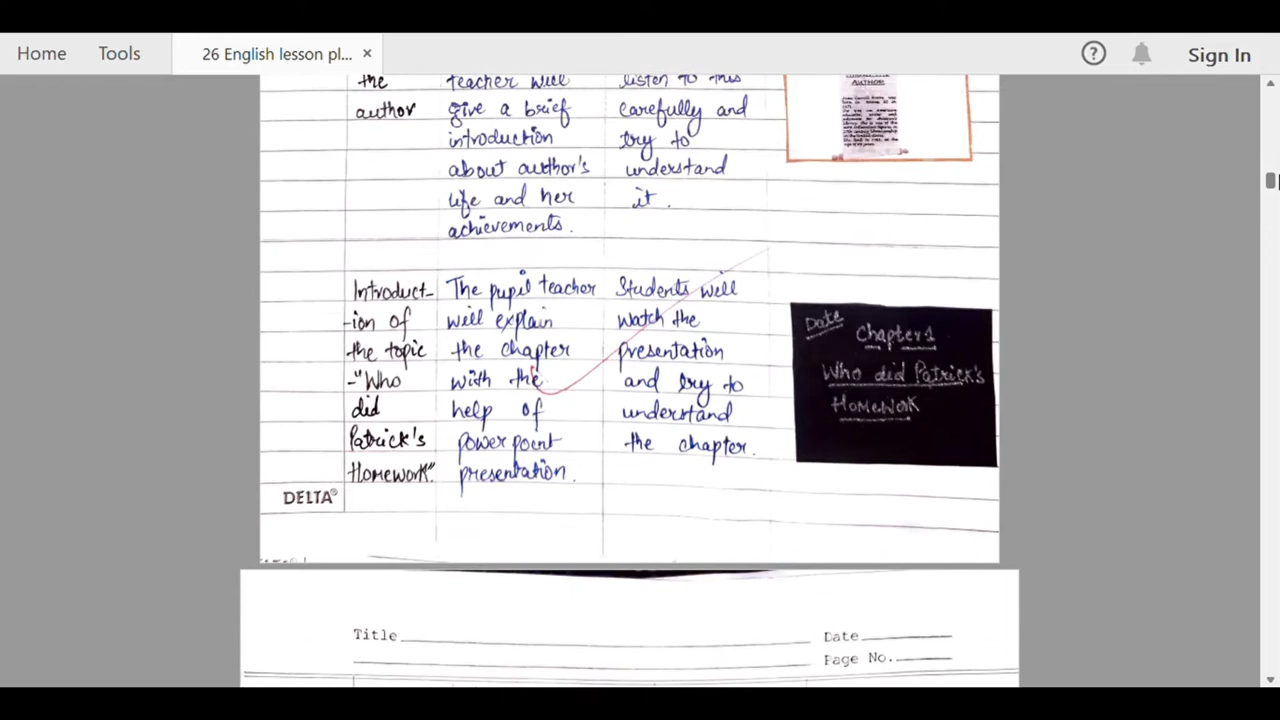 Home
Tools
26 English lesson pl... ×
Sign In
the
author
teacher will
give a brief
introduction
about author's
life and her
achievements.
listen to this
carefully and
try to
understand
it.
AUTHOR:
Introduct-
-ion of
the topic
-"Who
did
Patrick's
Homework"
The pupil teacher
will explain
the chapter
with the
help of
powerpoint
presentation.
Students will
watch the
presentation
and try to
understand
the chapter.
Date
Chapter 1
Who did Patrick's
Homework
DELTA®
Title
Date
Page No.